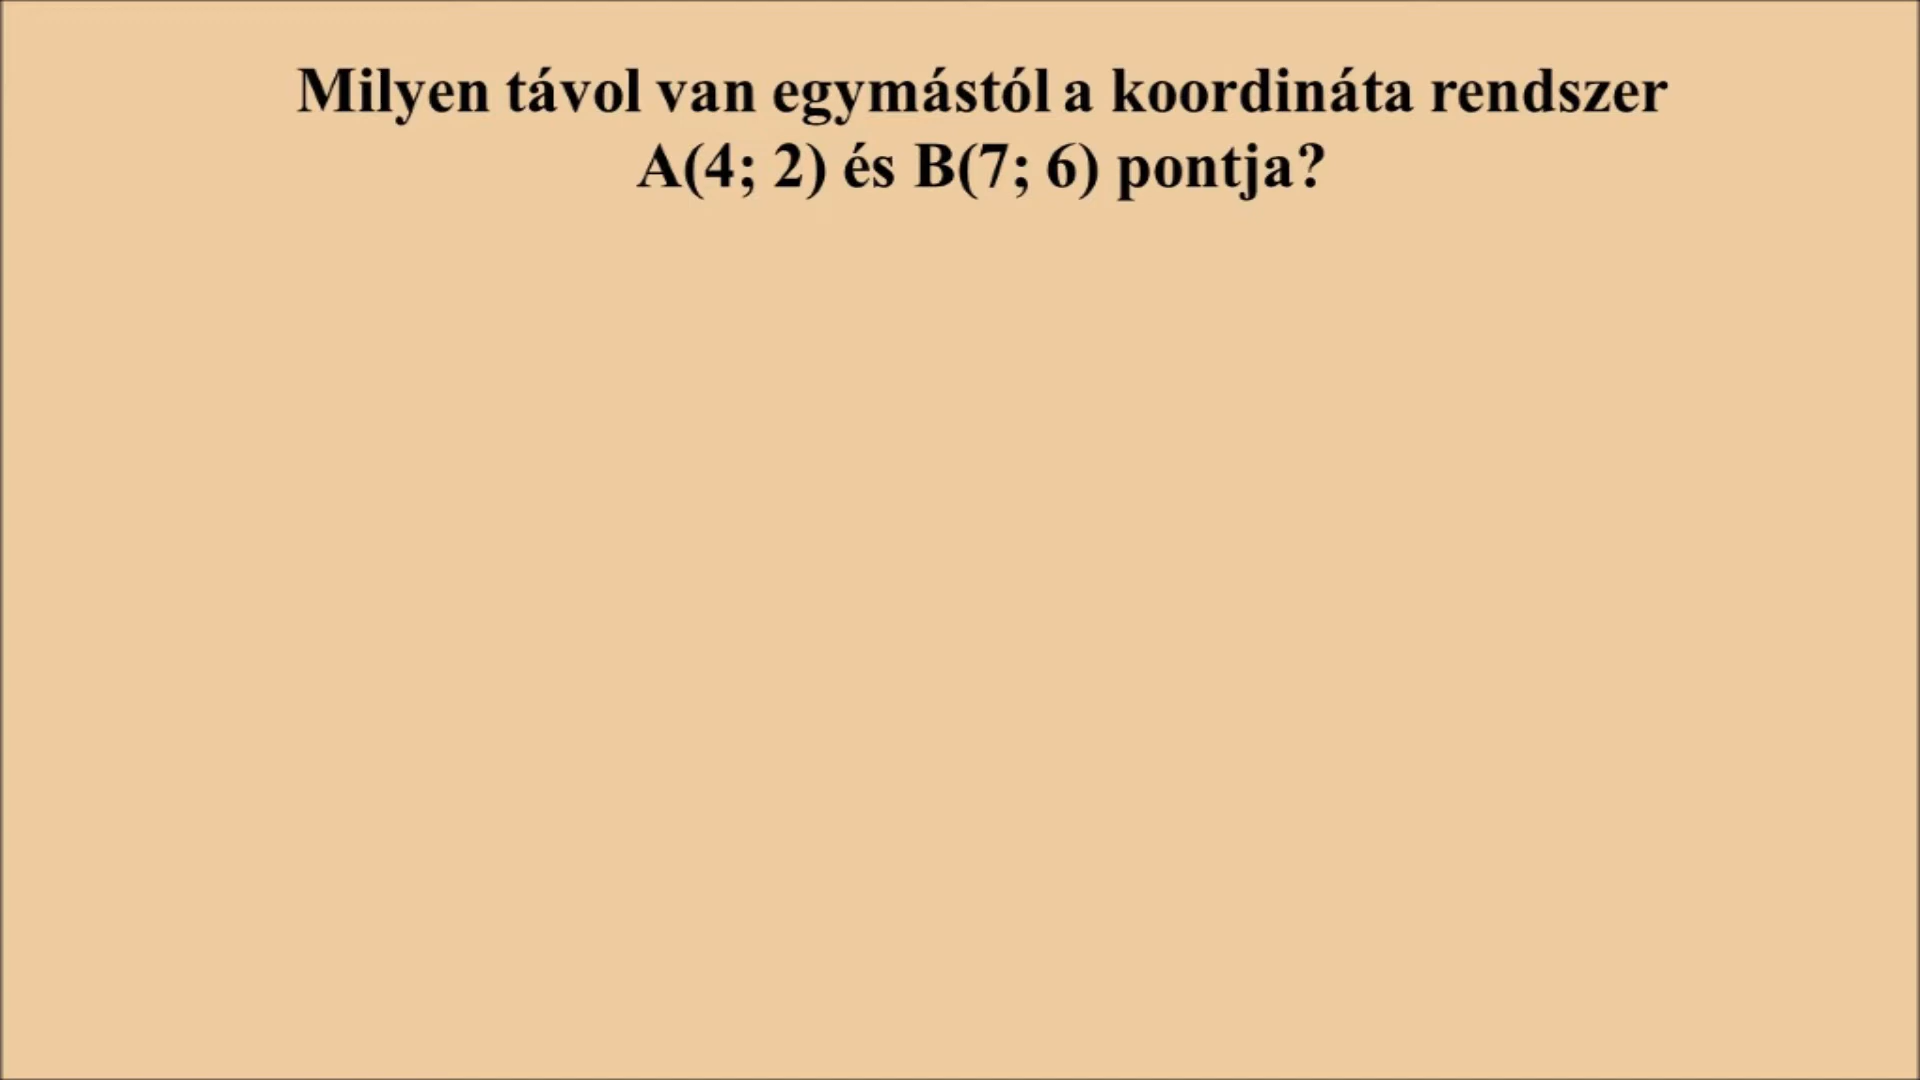 Milyen távol van egymástól a koordináta rendszer
A(4; 2) és B(7; 6) pontja?